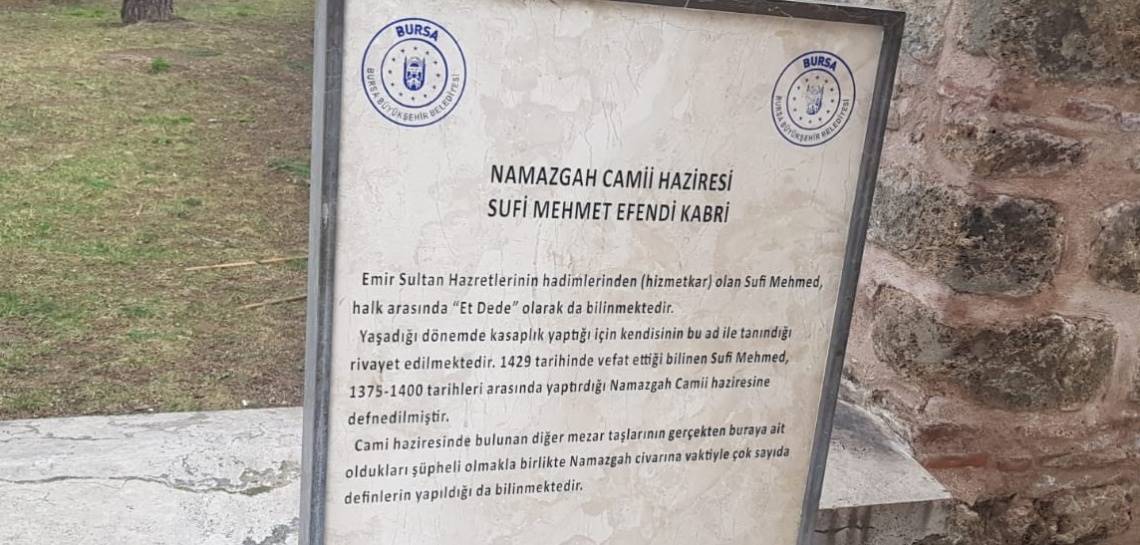 BURSA
BURSA BÜYÜKŞEHİR BELEDİYESİ
BURSA
BURSA BÜYÜKŞEHİR BELEDİYESİ
NAMAZGAH CAMİİ HAZİRESİ
SUFİ MEHMET EFENDİ KABRİ
Emir Sultan Hazretlerinin hadimlerinden (hizmetkar) olan Sufi Mehmed,
halk arasında “Et Dede” olarak da bilinmektedir.
Yaşadığı dönemde kasaplık yaptığı için kendisinin bu ad ile tanındığı
rivayet edilmektedir. 1429 tarihinde vefat ettiği bilinen Sufi Mehmed,
1375-1400 tarihleri arasında yaptırdığı Namazgah Camii haziresine
defnedilmiştir.
Cami haziresinde bulunan diğer mezar taşlarının gerçekten buraya ait
oldukları şüpheli olmakla birlikte Namazgah civarına vaktiyle çok sayıda
definlerin yapıldığı da bilinmektedir.